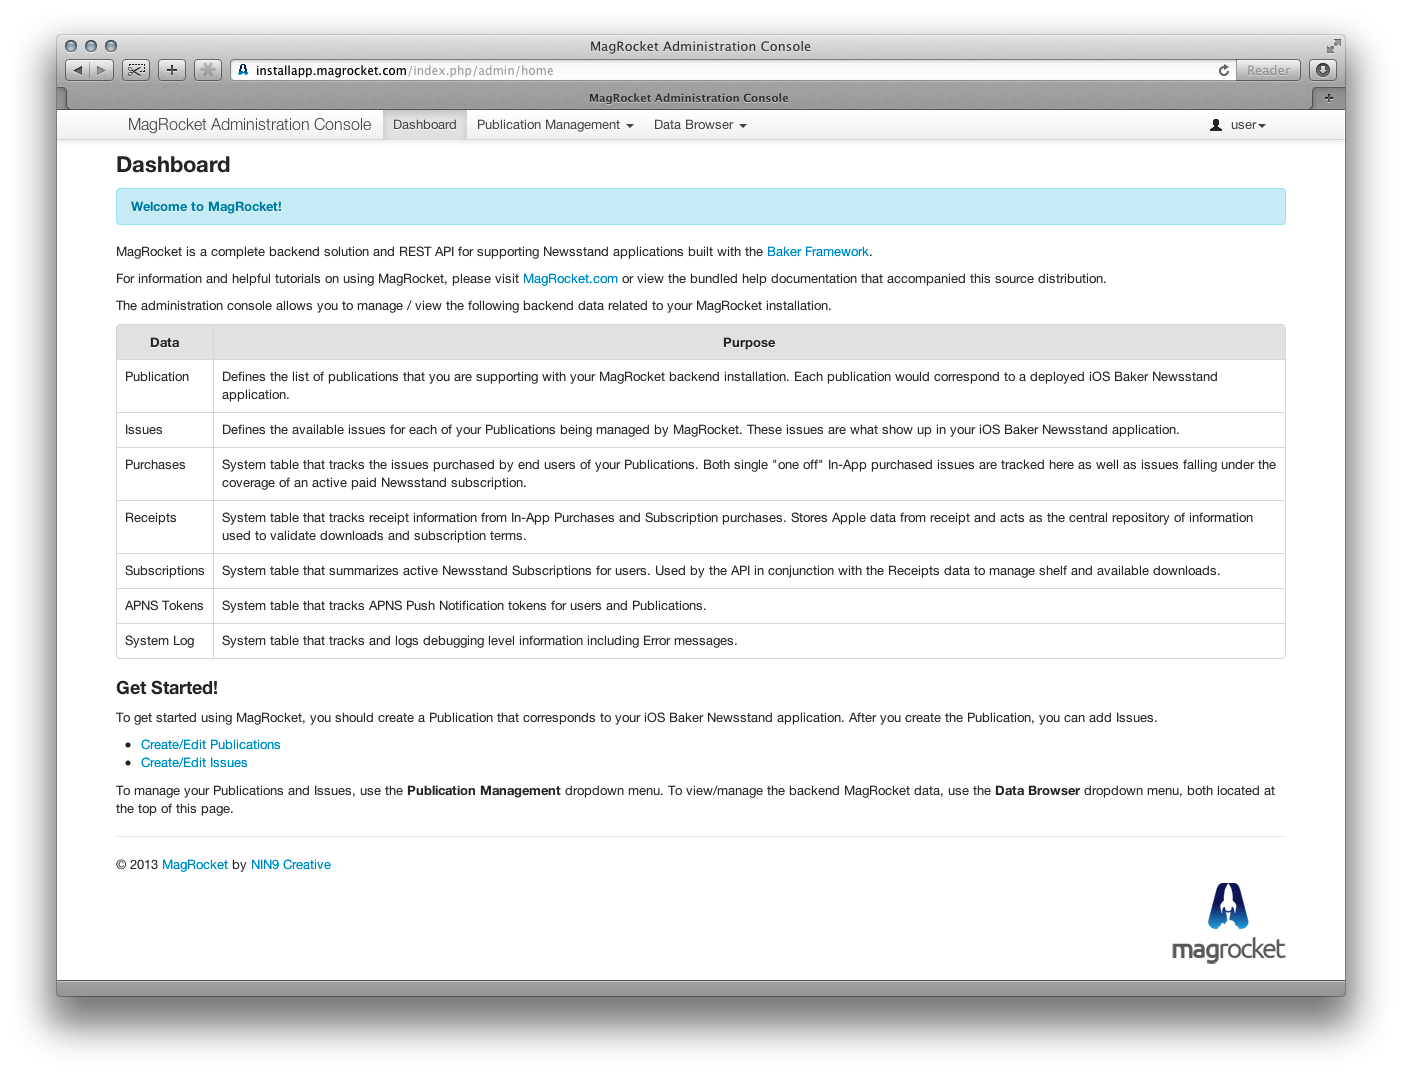 MagRocket Administration Console
installapp.magrocket.com/index.php/admin/home
Reader
MagRocket Administration Console
MagRocket Administration Console Dashboard Publication Management Data Browser user
Dashboard
Welcome to MagRocket!
MagRocket is a complete backend solution and REST API for supporting Newsstand applications built with the Baker Framework.
For information and helpful tutorials on using MagRocket, please visit MagRocket.com or view the bundled help documentation that accompanied this source distribution.
The administration console allows you to manage / view the following backend data related to your MagRocket installation.
Data Purpose
Publication Defines the list of publications that you are supporting with your MagRocket backend installation. Each publication would correspond to a deployed iOS Baker Newsstand
application.
Issues Defines the available issues for each of your Publications being managed by MagRocket. These issues are what show up in your iOS Baker Newsstand application.
Purchases System table that tracks the issues purchased by end users of your Publications. Both single "one off" In-App purchased issues are tracked here as well as issues falling under the
coverage of an active paid Newsstand subscription.
Receipts System table that tracks receipt information from In-App Purchases and Subscription purchases. Stores Apple data from receipt and acts as the central repository of information
used to validate downloads and subscription terms.
Subscriptions System table that summarizes active Newsstand Subscriptions for users. Used by the API in conjunction with the Receipts data to manage shelf and available downloads.
APNS Tokens System table that tracks APNS Push Notification tokens for users and Publications.
System Log System table that tracks and logs debugging level information including Error messages.
Get Started!
To get started using MagRocket, you should create a Publication that corresponds to your iOS Baker Newsstand application. After you create the Publication, you can add Issues.
• Create/Edit Publications
• Create/Edit Issues
To manage your Publications and Issues, use the Publication Management dropdown menu. To view/manage the backend MagRocket data, use the Data Browser dropdown menu, both located at
the top of this page.
© 2013 MagRocket by NIN9 Creative
magrocket